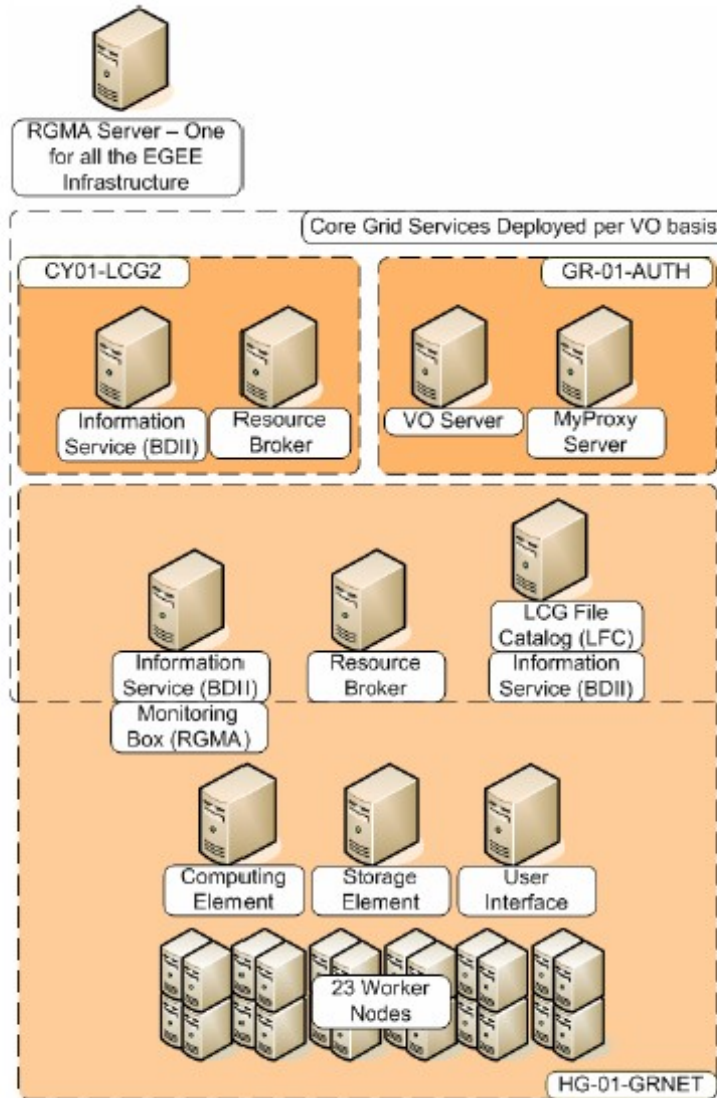 RGMA Server – One
for all the EGEE
Infrastructure
Core Grid Services Deployed per VO basis
CY01-LCG2
GR-01-AUTH
Information
Service (BDII)
Resource
Broker
VO Server
MyProxy
Server
Information
Service (BDII)
Monitoring
Box (RGMA)
Resource
Broker
LCG File
Catalog (LFC)
Information
Service (BDII)
Computing
Element
Storage
Element
User
Interface
23 Worker
Nodes
HG-01-GRNET